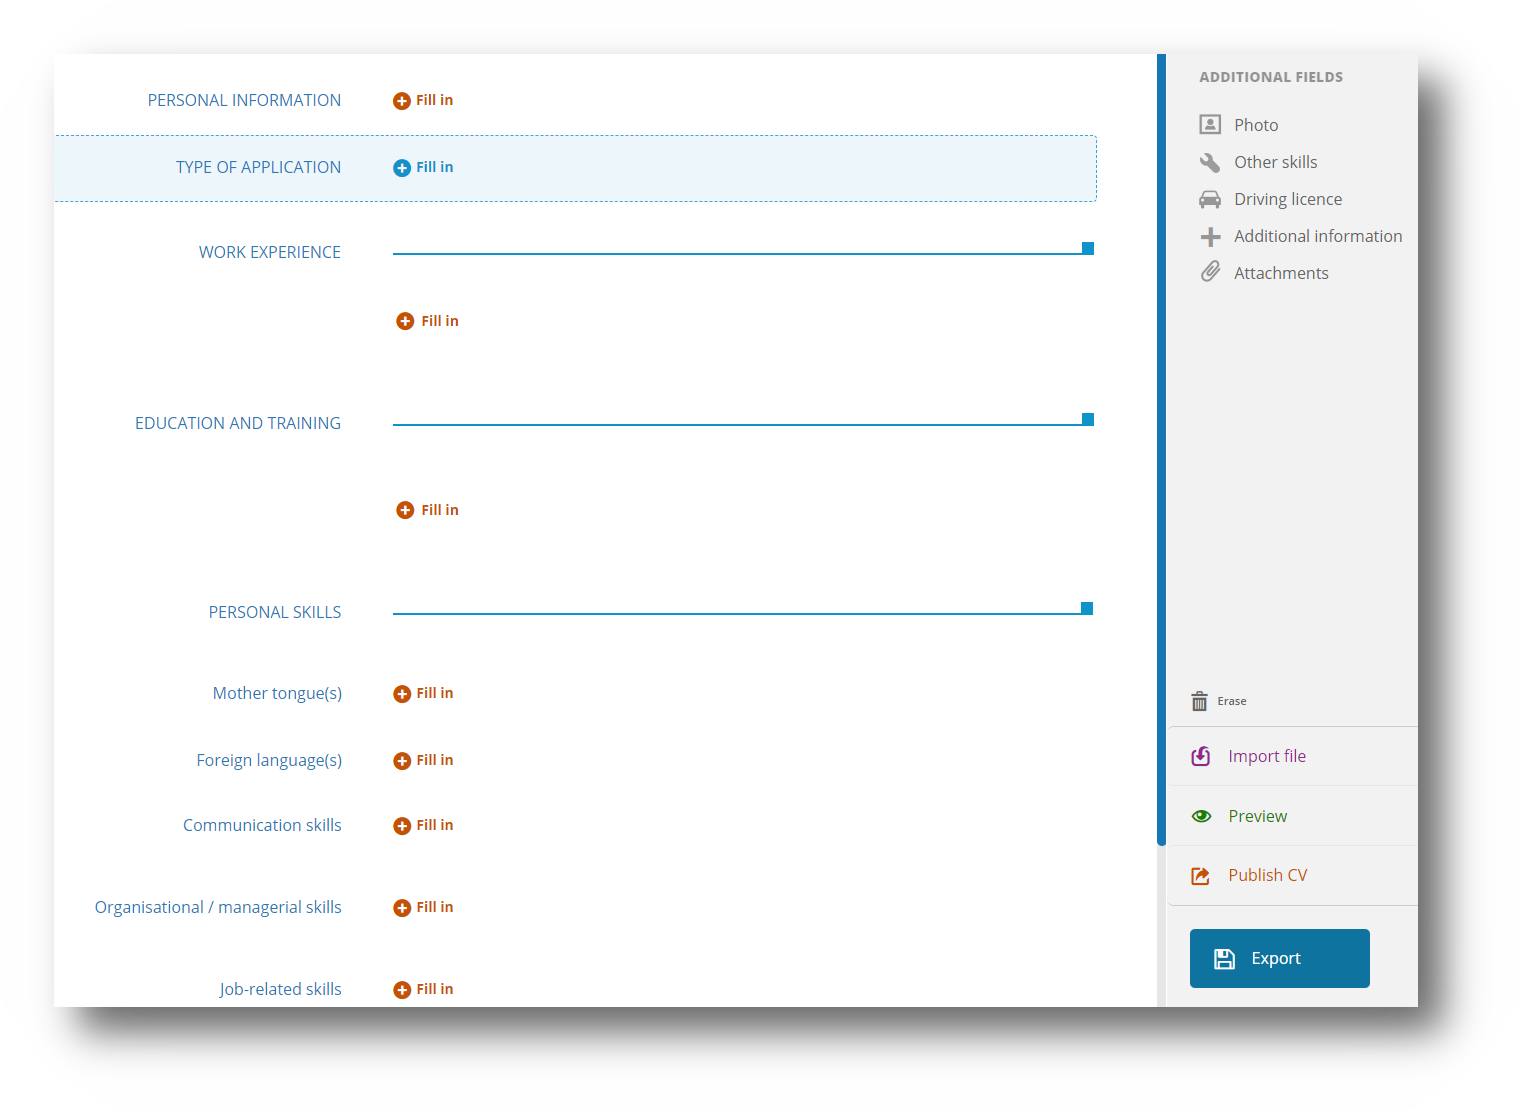 PERSONAL INFORMATION Fill in
TYPE OF APPLICATION Fill in
WORK EXPERIENCE
Fill in
EDUCATION AND TRAINING
Fill in
PERSONAL SKILLS
Mother tongue(s) Fill in
Foreign language(s) Fill in
Communication skills Fill in
Organisational / managerial skills Fill in
Job-related skills Fill in
ADDITIONAL FIELDS
Photo
Other skills
Driving licence
Additional information
Attachments
Erase
Import file
Preview
Publish CV
Export